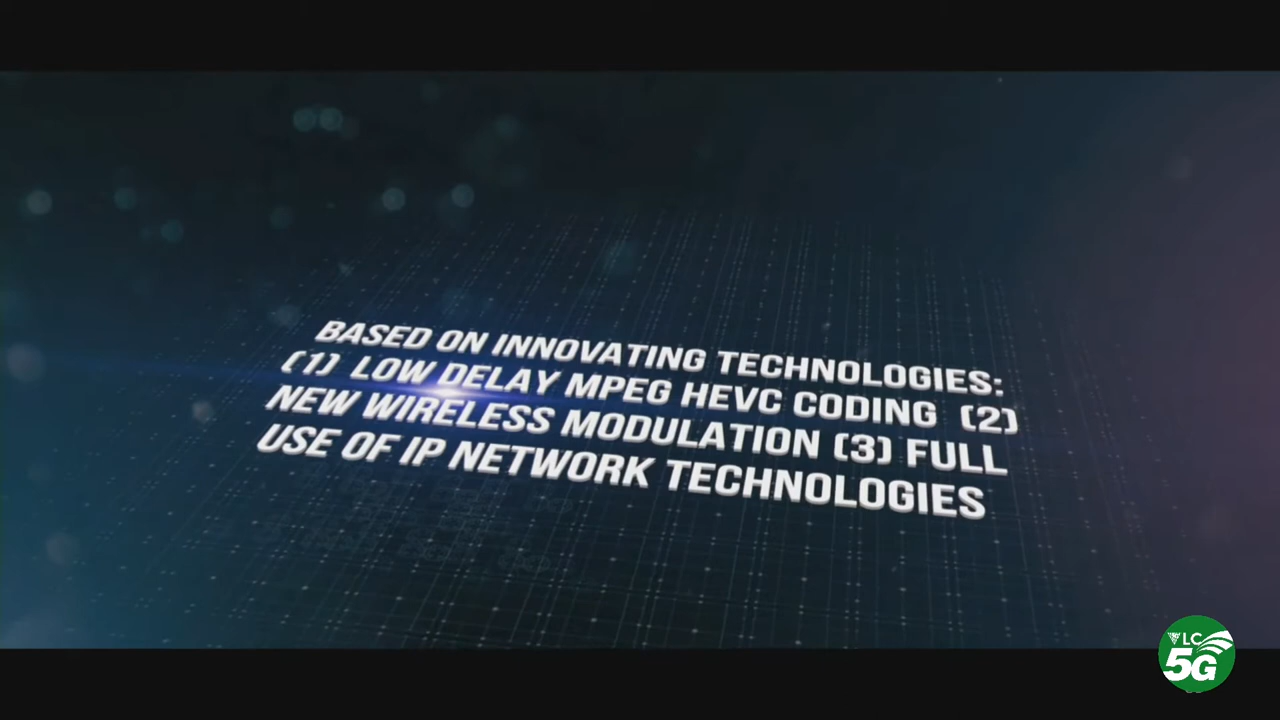 BASED ON INNOVATING TECHNOLOGIES:
(1) LOW DELAY MPEG HEVC CODING (2)
NEW WIRELESS MODULATION (3) FULL
USE OF IP NETWORK TECHNOLOGIES
LC
5G